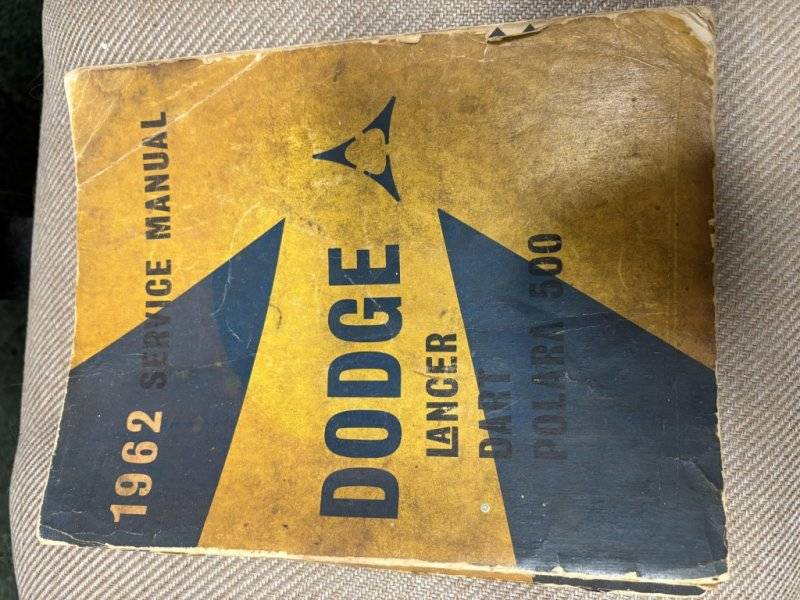 1962 SERVICE MANUAL
DODGE
LANCER
DART
POLARA 500